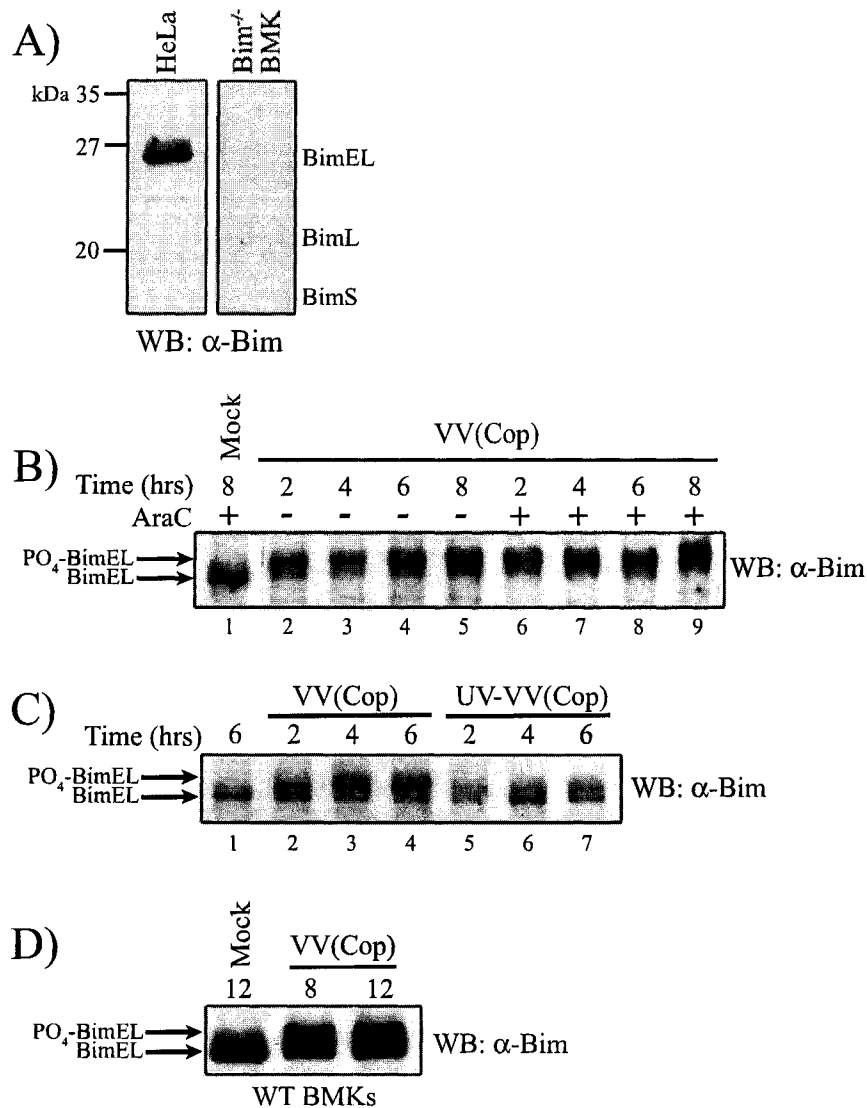 A)
HeLa
Bim-/-
BMK
kDa 35
27
20
BimEL
BimL
BimS
WB: α-Bim
B)
Mock
VV(Cop)
Time (hrs) 8 2 4 6 8 2 4 6 8
AraC + - - - - + + + +
PO4-BimEL
BimEL
WB: α-Bim
1 2 3 4 5 6 7 8 9
C)
VV(Cop) UV-VV(Cop)
Time (hrs) 6 2 4 6 2 4 6
PO4-BimEL
BimEL
WB: α-Bim
1 2 3 4 5 6 7
D)
Mock
VV(Cop)
12 8 12
PO4-BimEL
BimEL
WB: α-Bim
WT BMKs